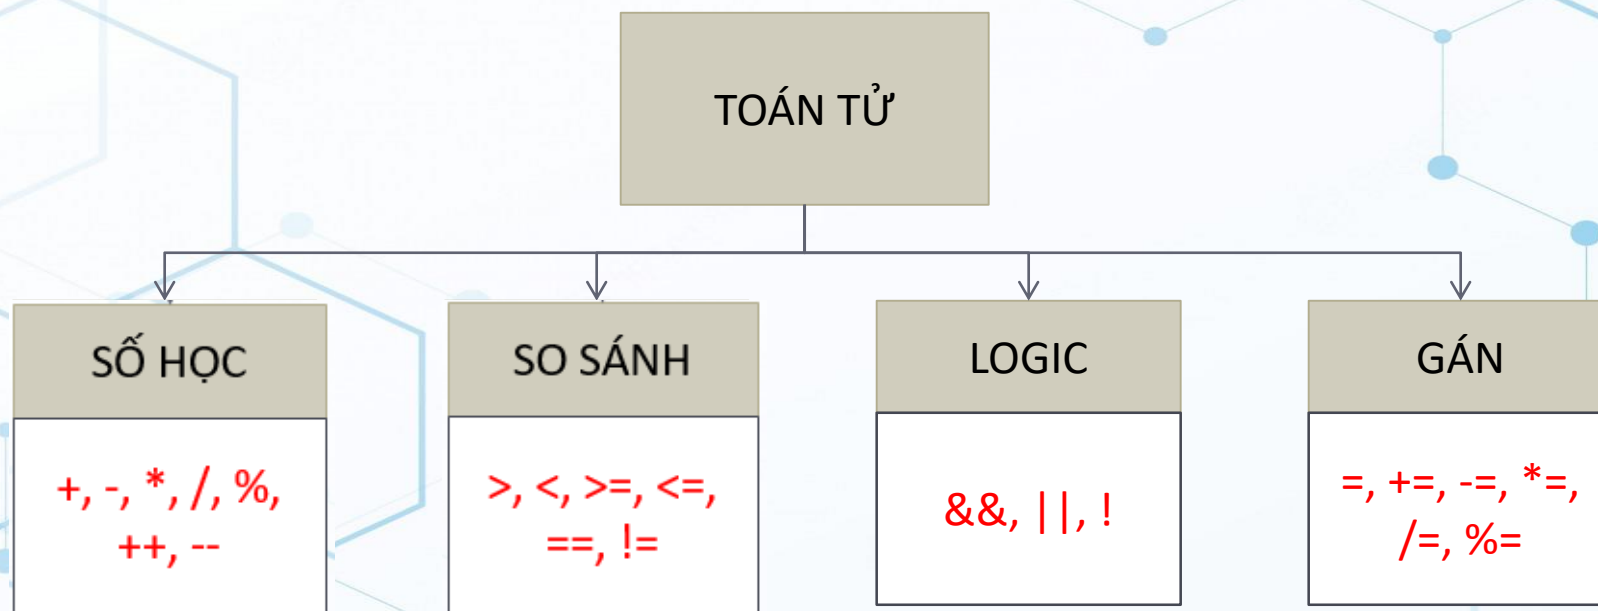 TOÁN TỬ
SỐ HỌC
+, -, *, /, %,
++, --
SO SÁNH
>, <, >=, <=,
==, !=
LOGIC
&&, ||, !
GÁN
=, +=, -=, *=,
/=, %=